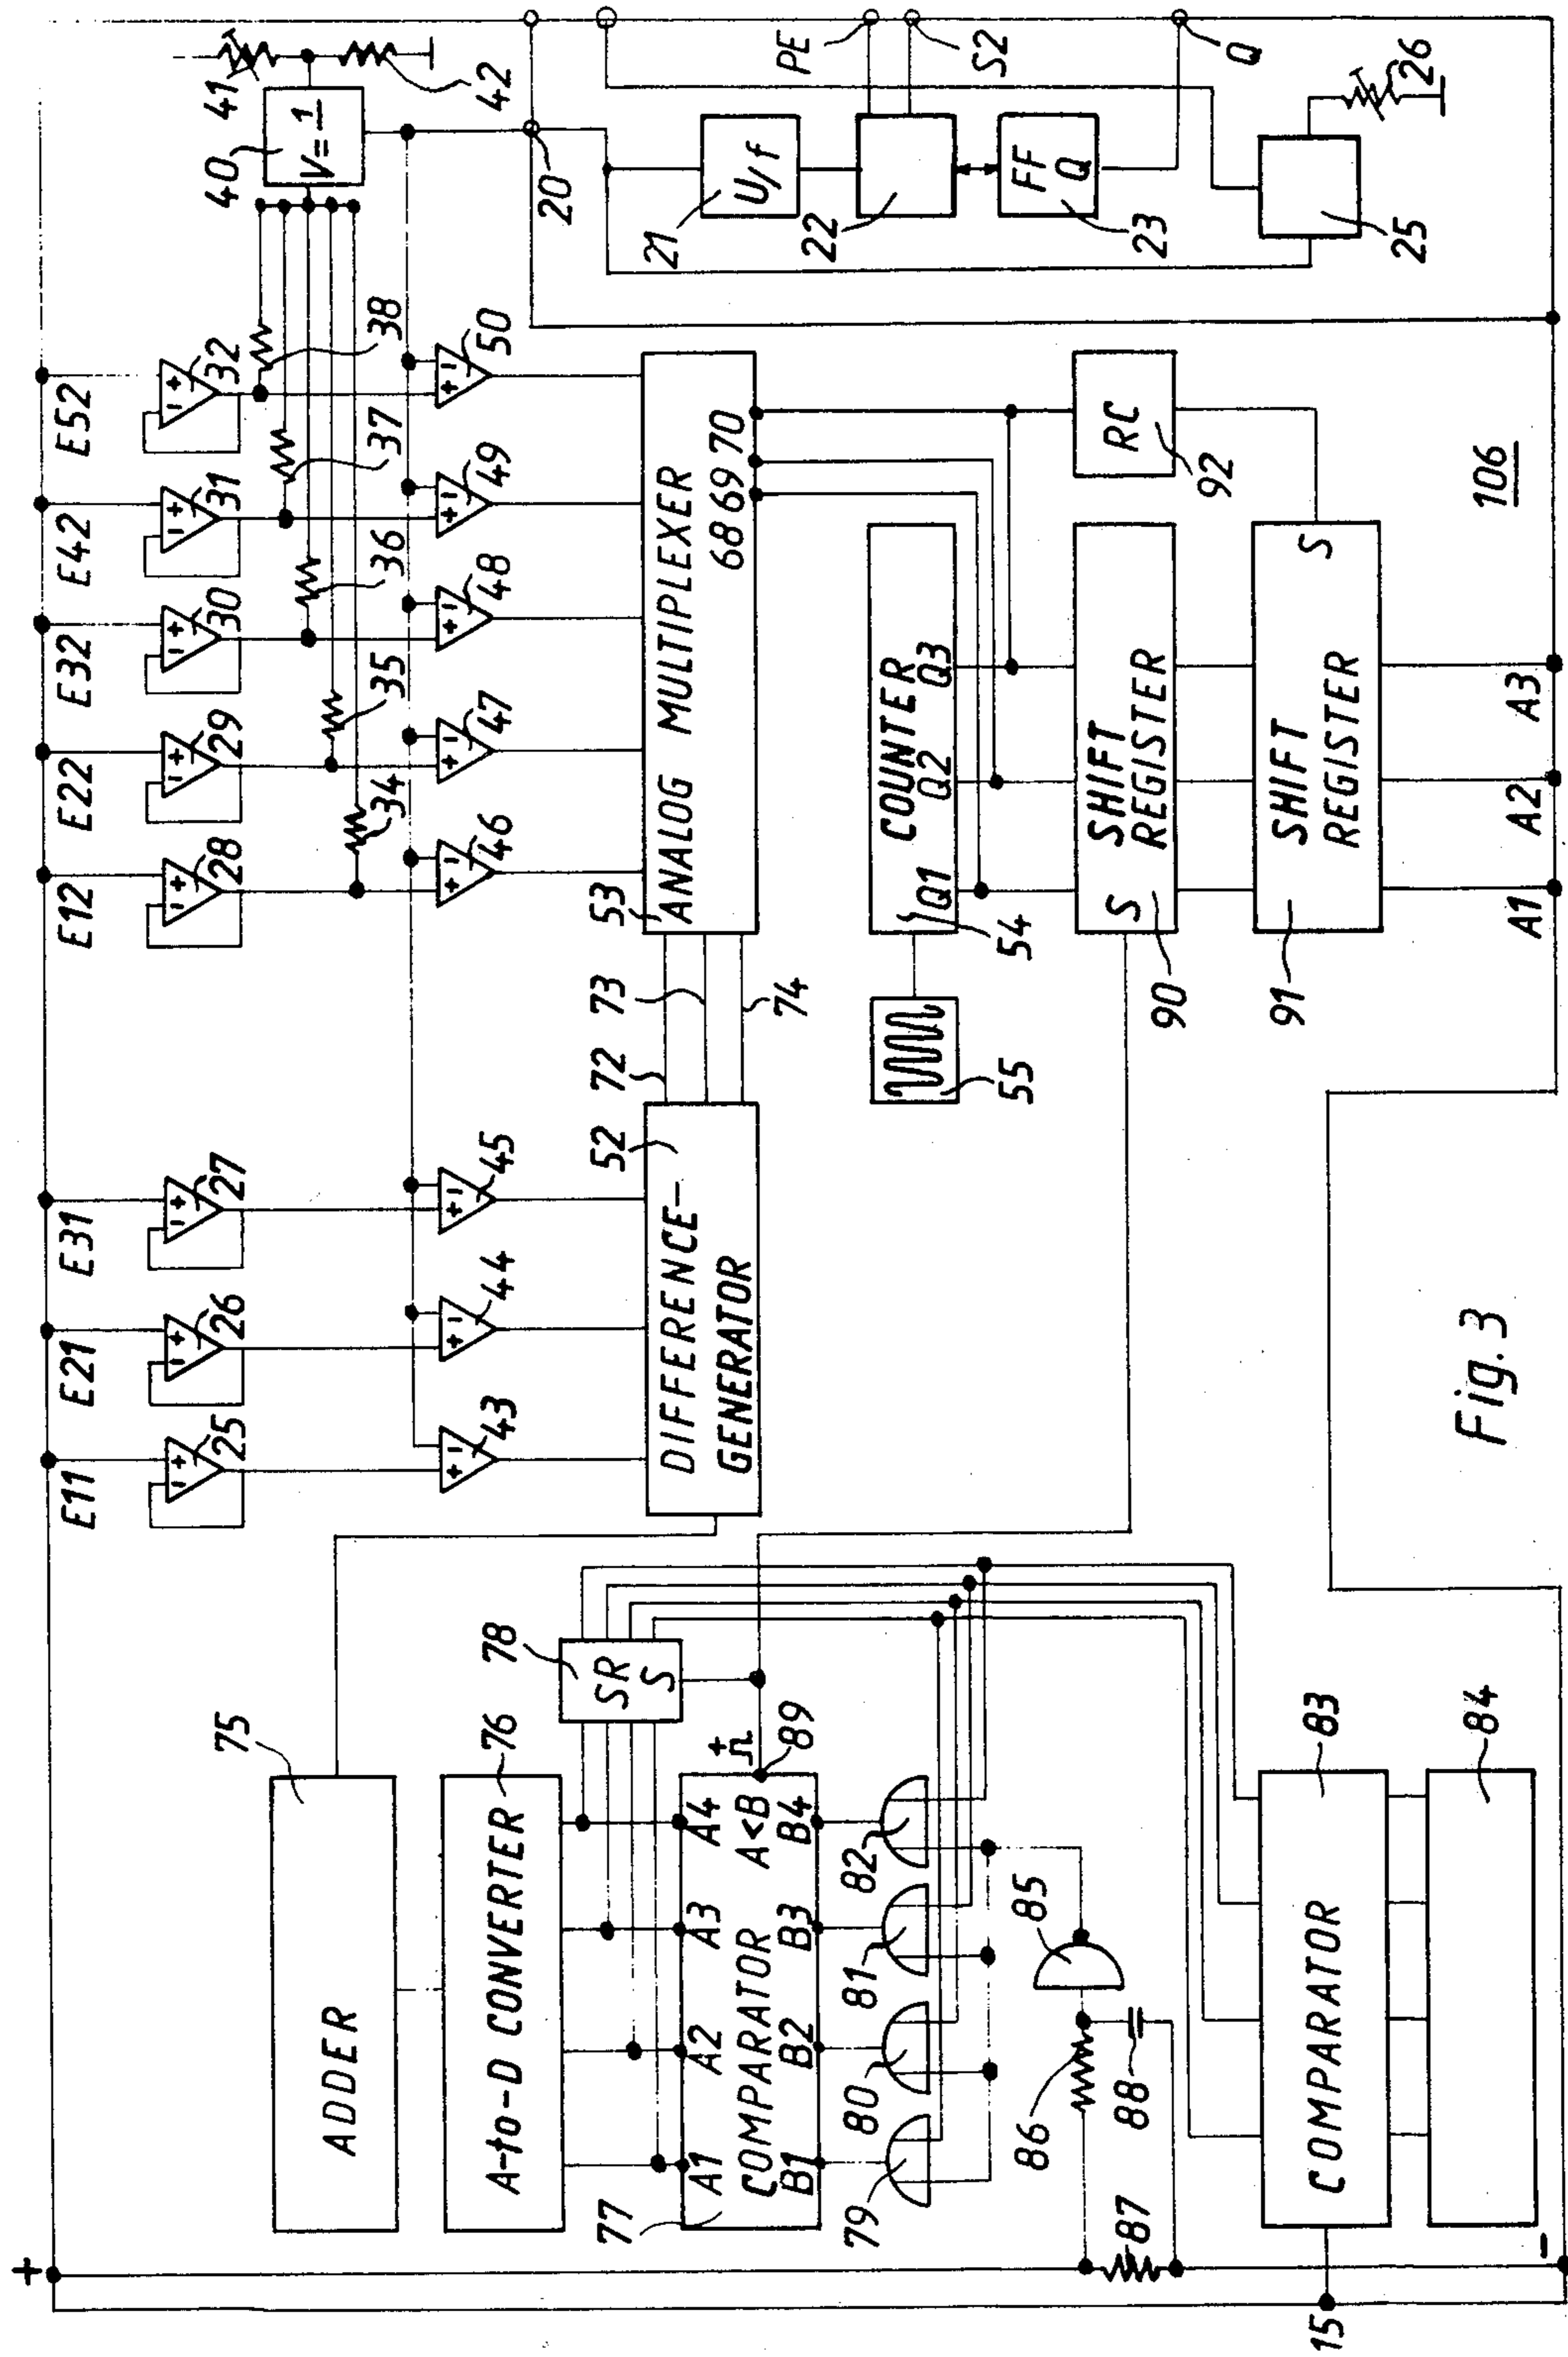 +
E11
E21
E31
E12
E22
E32
E42
E52
41
40
V=1
42
25
26
27
28
29
30
31
32
34
35
36
37
38
43
44
45
46
47
48
49
50
20
PE
S2
Q
21
U/f
22
FF
Q
23
25
26
75
ADDER
76
A-to-D CONVERTER
78
SR
S
77
A1 A2 A3 A4
COMPARATOR A<B
B1 B2 B3 B4
+
89
79
80
81
82
85
86
87
88
52
DIFFERENCE-
GENERATOR
72
73
74
53
ANALOG MULTIPLEXER
68 69 70
COUNTER
Q1 Q2 Q3
54
55
S
SHIFT
REGISTER
90
RC
92
SHIFT
REGISTER
S
91
A1
A2
A3
106
COMPARATOR
83
84
15
-
Fig. 3